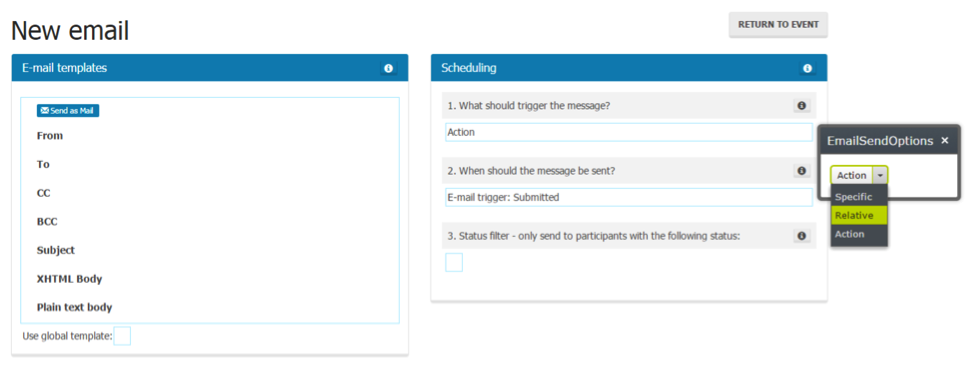 New email
RETURN TO EVENT
E-mail templates
Send as Mail
From
To
CC
BCC
Subject
XHTML Body
Plain text body
Use global template:
Scheduling
1. What should trigger the message?
Action
2. When should the message be sent?
E-mail trigger: Submitted
3. Status filter - only send to participants with the following status:
EmailSendOptions ×
Action
Specific
Relative
Action